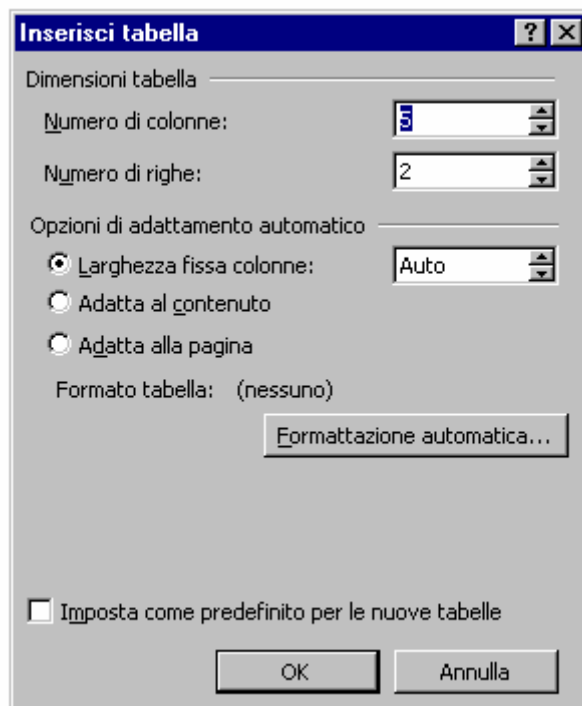 Inserisci tabella
Dimensioni tabella
Numero di colonne: 5
Numero di righe: 2
Opzioni di adattamento automatico
Larghezza fissa colonne: Auto
Adatta al contenuto
Adatta alla pagina
Formato tabella: (nessuno)
Formattazione automatica...
Imposta come predefinito per le nuove tabelle
OK Annulla